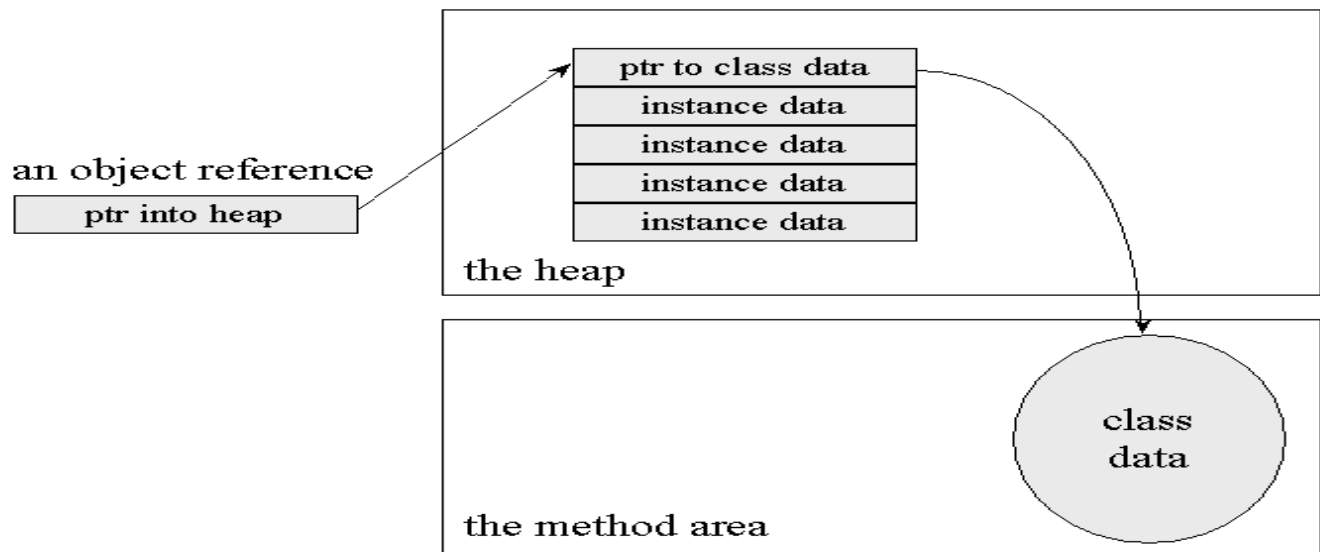 an object reference
ptr into heap
ptr to class data
instance data
instance data
instance data
instance data
the heap
class
data
the method area